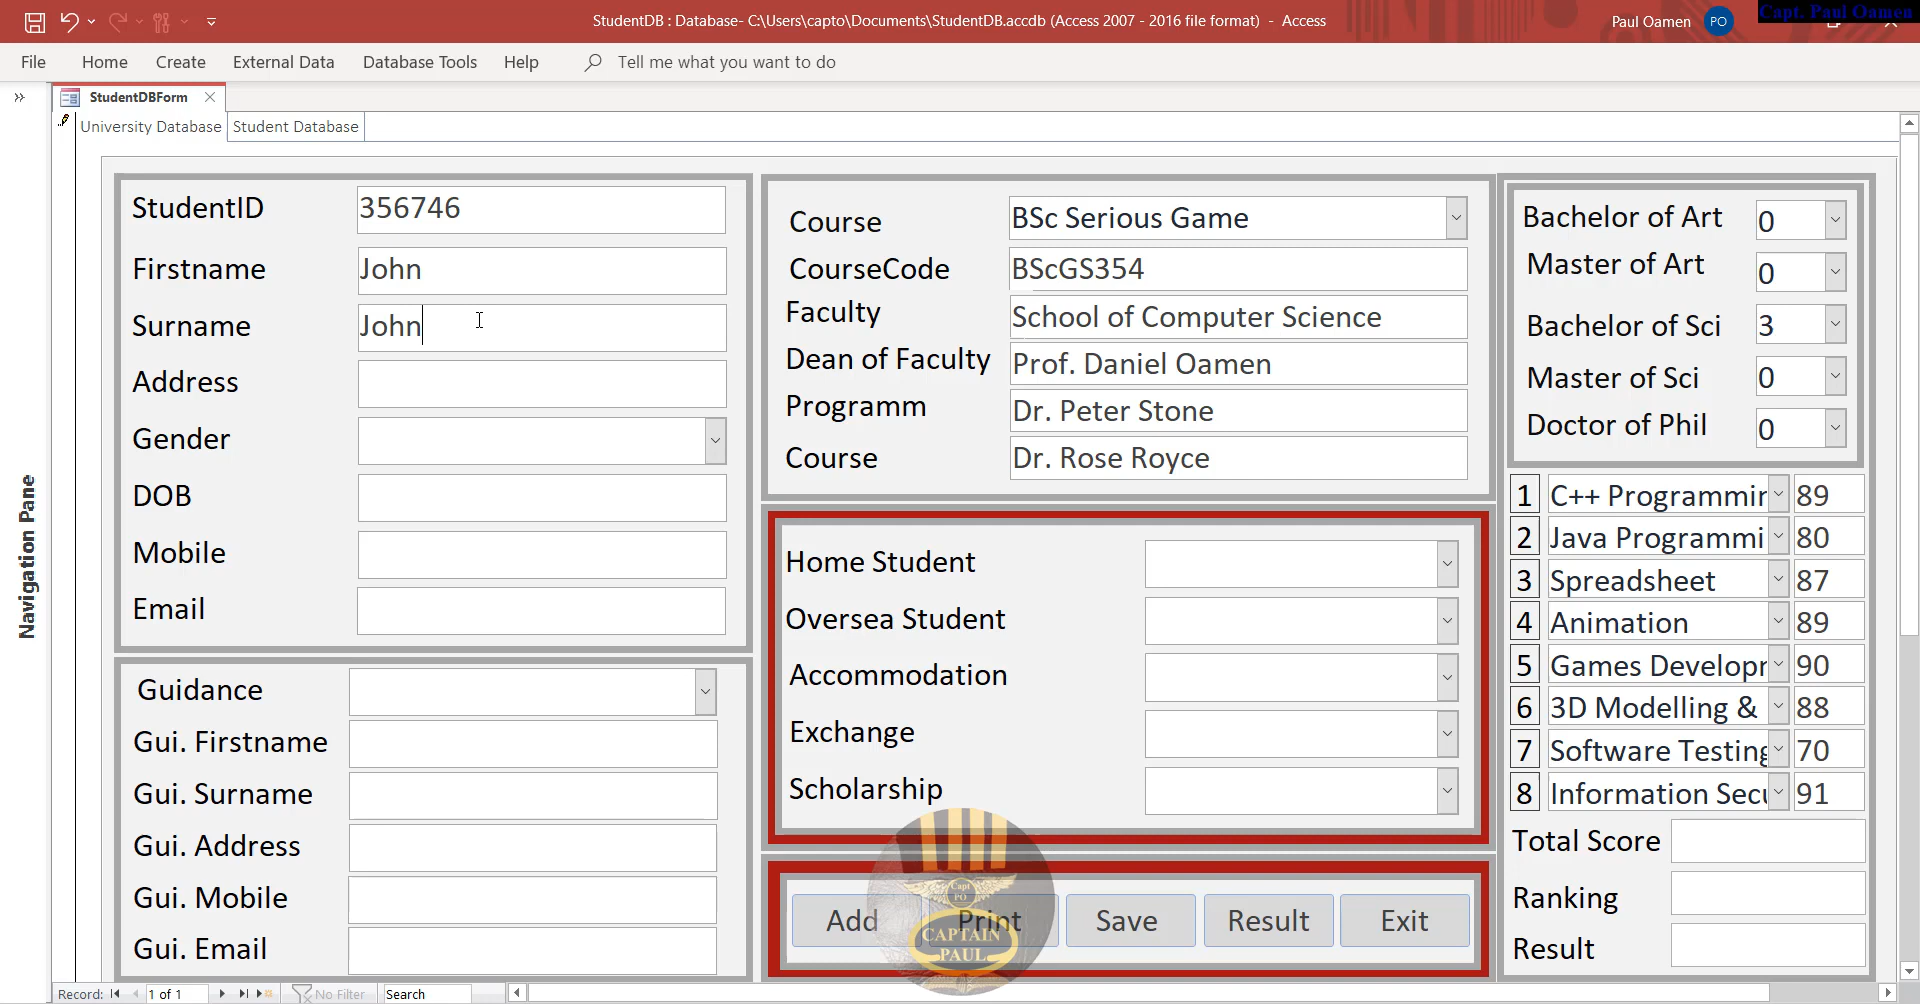 StudentDB : Database- C:\Users\capto\Documents\StudentDB.accdb (Access 2007 - 2016 file format) - Access
Paul Oamen
PO
Capt. Paul Oamen
File Home Create External Data Database Tools Help Tell me what you want to do
StudentDBForm
University Database Student Database
Navigation Pane
StudentID 356746
Firstname John
Surname John
Address
Gender
DOB
Mobile
Email
Guidance
Gui. Firstname
Gui. Surname
Gui. Address
Gui. Mobile
Gui. Email
Course BSc Serious Game
CourseCode BScGS354
Faculty School of Computer Science
Dean of Faculty Prof. Daniel Oamen
Programm Dr. Peter Stone
Course Dr. Rose Royce
Home Student
Oversea Student
Accommodation
Exchange
Scholarship
Add Print Save Result Exit
Capt
PO
CAPTAIN
PAUL
Bachelor of Art 0
Master of Art 0
Bachelor of Sci 3
Master of Sci 0
Doctor of Phil 0
1 C++ Programmin 89
2 Java Programmi 80
3 Spreadsheet 87
4 Animation 89
5 Games Developr 90
6 3D Modelling & 88
7 Software Testing 70
8 Information Secu 91
Total Score
Ranking
Result
Record: 1 of 1 No Filter Search